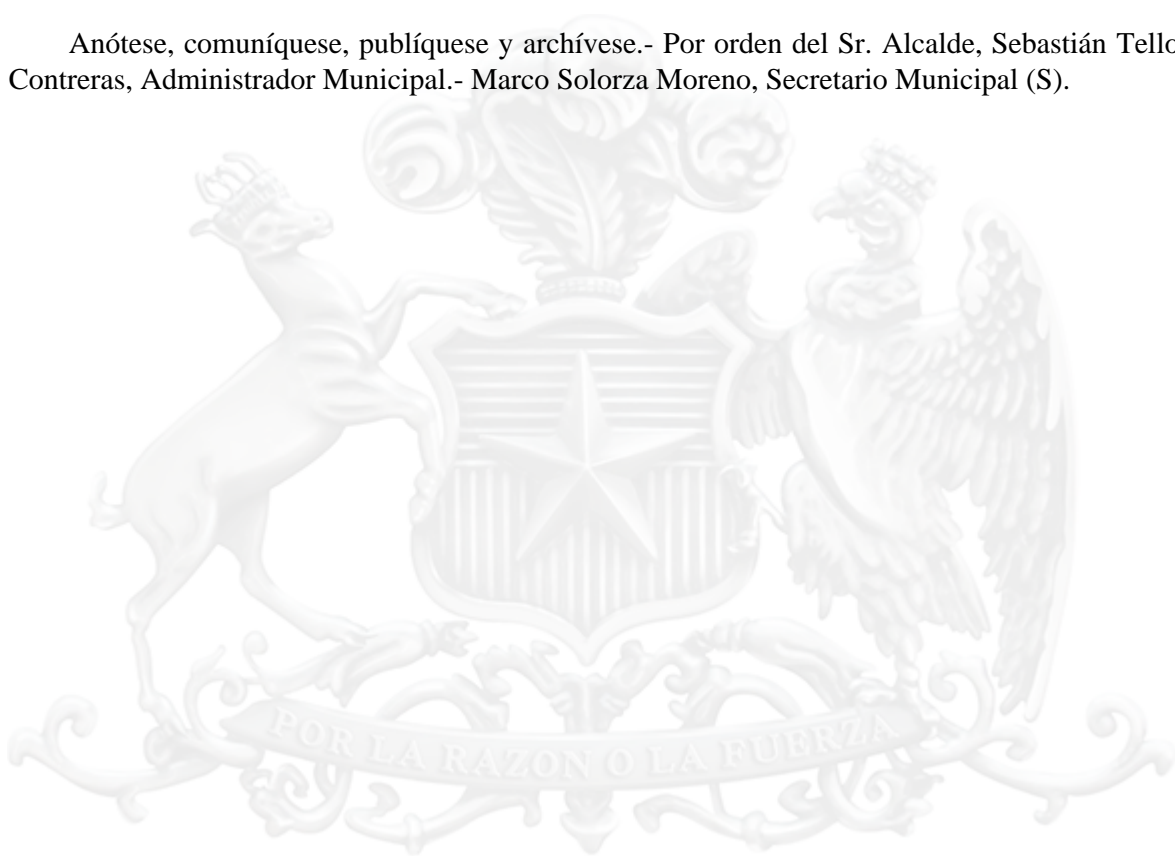 Anótese, comuníquese, publíquese y archívese.- Por orden del Sr. Alcalde, Sebastián Tello
Contreras, Administrador Municipal.- Marco Solorza Moreno, Secretario Municipal (S).
POR LA RAZON O LA FUERZA